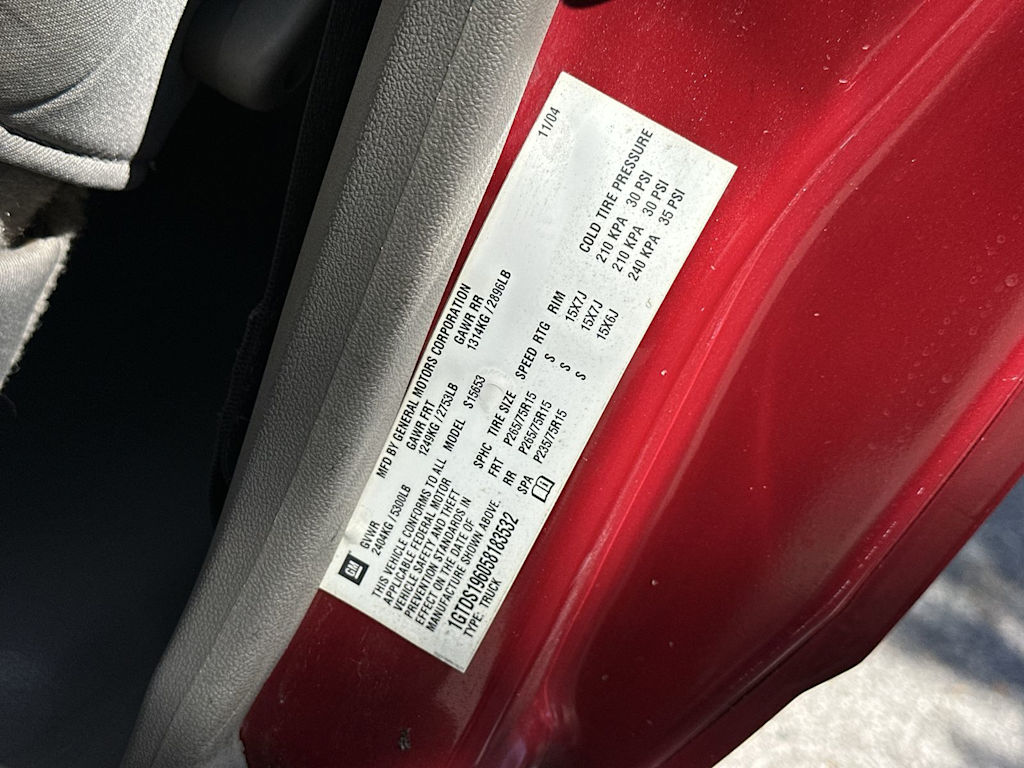 GM
MFD BY GENERAL MOTORS CORPORATION 11/04
GVWR GAWR FRT GAWR RR
2404KG/5300LB 1249KG/2753LB 1314KG/2896LB
THIS VEHICLE CONFORMS TO ALL
APPLICABLE FEDERAL MOTOR
VEHICLE SAFETY AND THEFT
PREVENTION STANDARDS IN
EFFECT ON THE DATE OF
MANUFACTURE SHOWN ABOVE.
1GTDS196058183532
TYPE: TRUCK
MODEL S15653
SPHC TIRE SIZE SPEED RTG RIM COLD TIRE PRESSURE
FRT P265/75R15 S 15X7J 210 KPA 30 PSI
RR P265/75R15 S 15X7J 210 KPA 30 PSI
SPA P235/75R15 S 15X6J 240 KPA 35 PSI